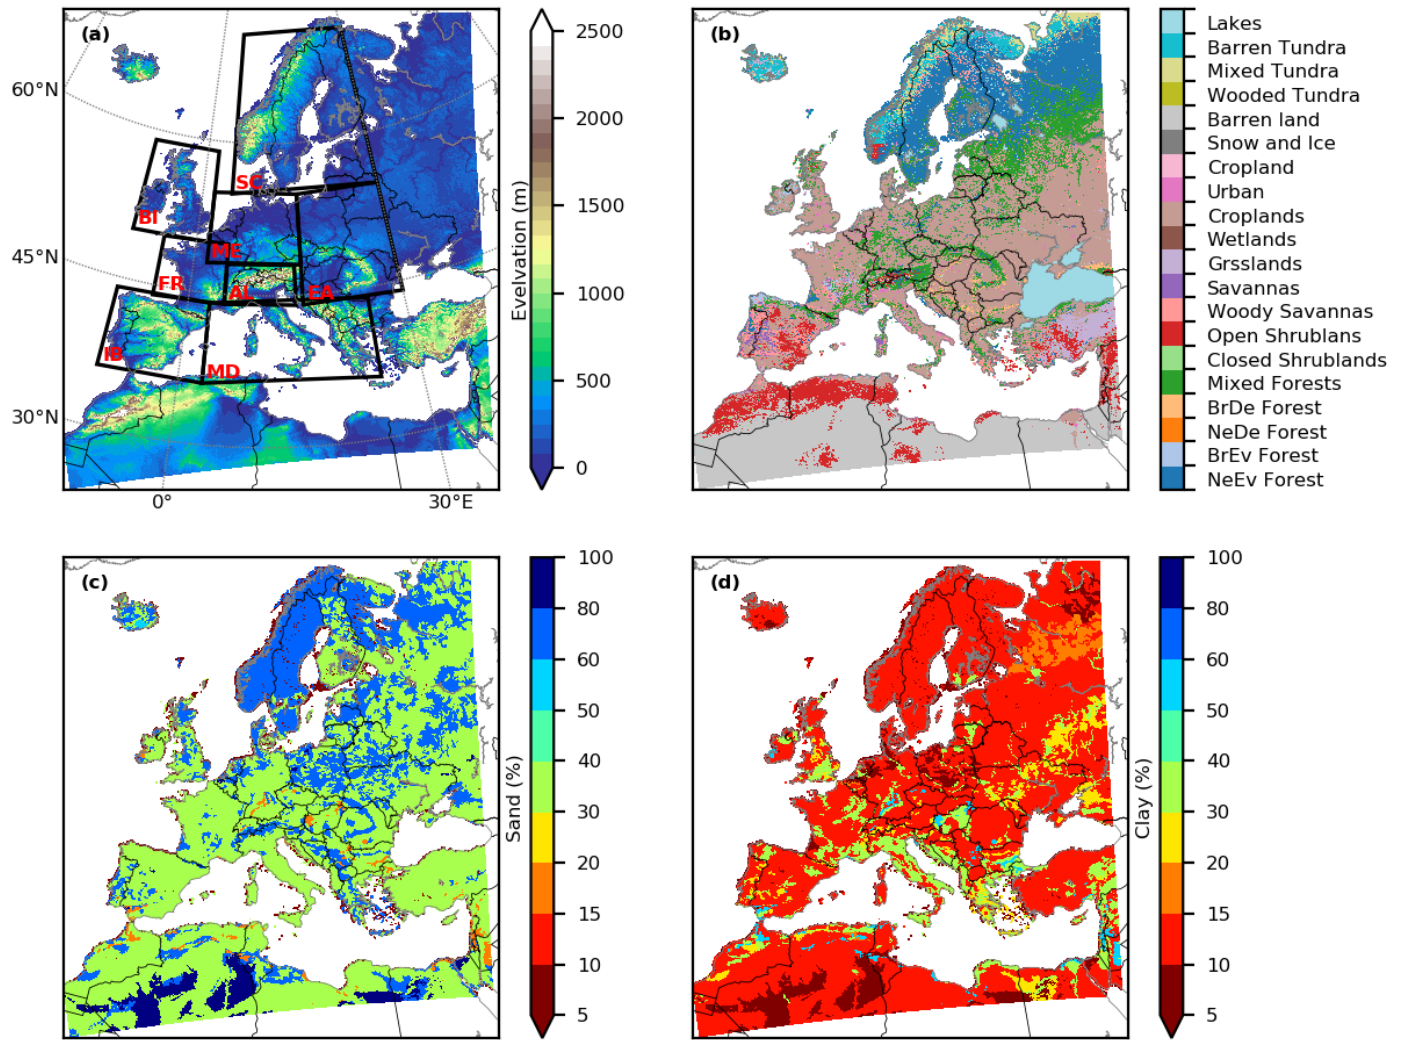 (a)
60°N
45°N
30°N
0°
30°E
SC
BI
ME
FR
AL
EA
IB
MD
2500
2000
1500
1000
500
0
Evelvation (m)
(b)
Lakes
Barren Tundra
Mixed Tundra
Wooded Tundra
Barren land
Snow and Ice
Cropland
Urban
Croplands
Wetlands
Grsslands
Savannas
Woody Savannas
Open Shrublans
Closed Shrublands
Mixed Forests
BrDe Forest
NeDe Forest
BrEv Forest
NeEv Forest
(c)
100
80
60
50
40
30
20
15
10
5
Sand (%)
(d)
100
80
60
50
40
30
20
15
10
5
Clay (%)